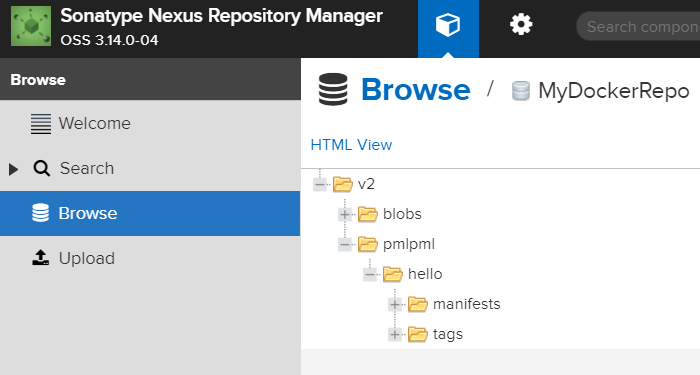 Sonatype Nexus Repository Manager
OSS 3.14.0-04
Search compon
Browse
Welcome
Search
Browse
Upload
Browse / MyDockerRepo
HTML View
v2
blobs
pmlpml
hello
manifests
tags